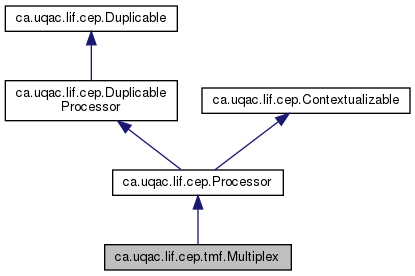 ca.uqac.lif.cep.Duplicable
ca.uqac.lif.cep.Duplicable
Processor
ca.uqac.lif.cep.Contextualizable
ca.uqac.lif.cep.Processor
ca.uqac.lif.cep.tmf.Multiplex